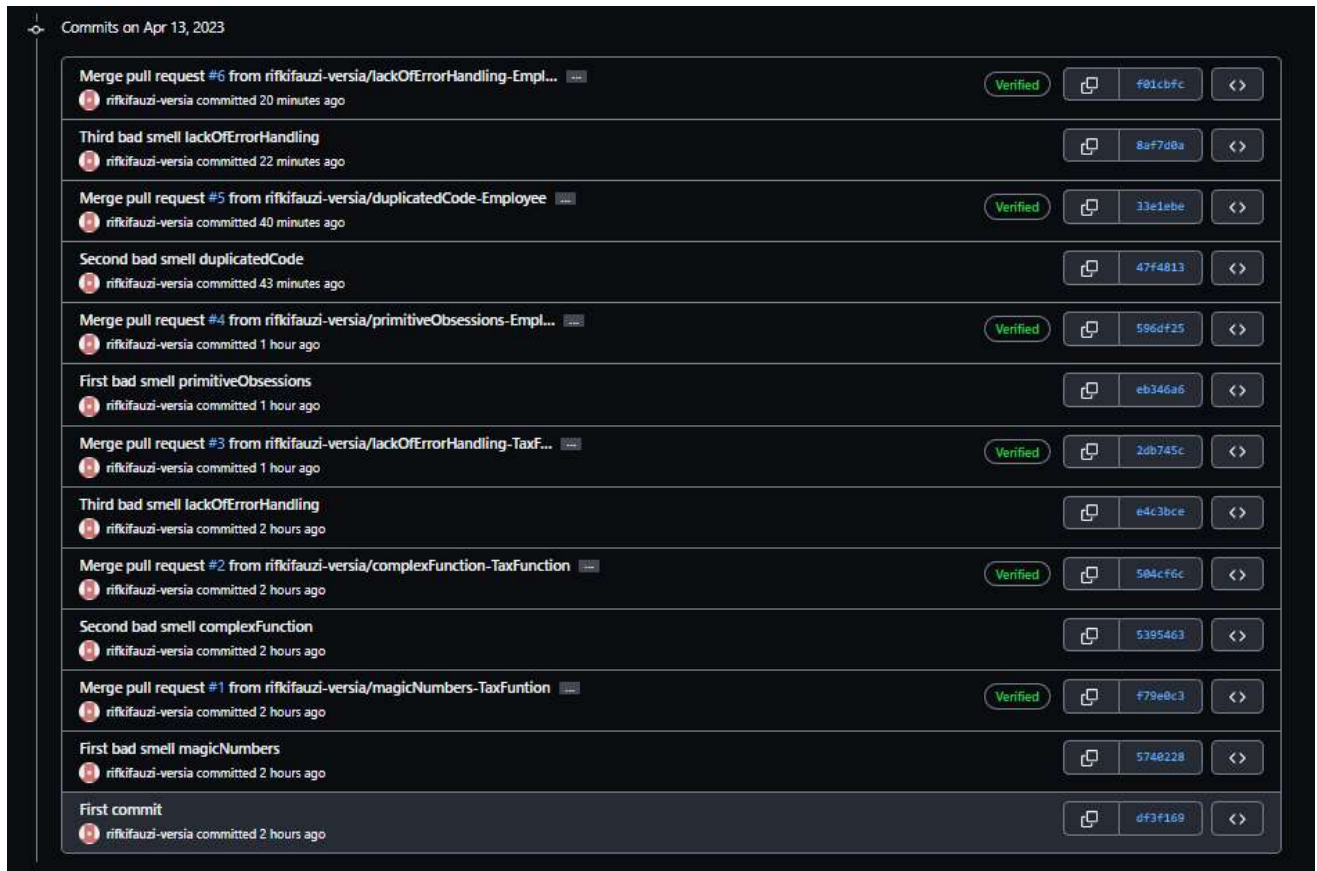 Commits on Apr 13, 2023
Merge pull request #6 from rifkifauzi-versia/lackOfErrorHandling-Empl... ...
rifkifauzi-versia committed 20 minutes ago
Verified
f01cbfc
Third bad smell lackOfErrorHandling
rifkifauzi-versia committed 22 minutes ago
8af7d0a
Merge pull request #5 from rifkifauzi-versia/duplicatedCode-Employee ...
rifkifauzi-versia committed 40 minutes ago
Verified
33e1ebe
Second bad smell duplicatedCode
rifkifauzi-versia committed 43 minutes ago
47f4813
Merge pull request #4 from rifkifauzi-versia/primitiveObsessions-Empl... ...
rifkifauzi-versia committed 1 hour ago
Verified
596df25
First bad smell primitiveObsessions
rifkifauzi-versia committed 1 hour ago
eb346a6
Merge pull request #3 from rifkifauzi-versia/lackOfErrorHandling-TaxF... ...
rifkifauzi-versia committed 1 hour ago
Verified
2db745c
Third bad smell lackOfErrorHandling
rifkifauzi-versia committed 2 hours ago
e4c3bce
Merge pull request #2 from rifkifauzi-versia/complexFunction-TaxFunction ...
rifkifauzi-versia committed 2 hours ago
Verified
504cf6c
Second bad smell complexFunction
rifkifauzi-versia committed 2 hours ago
5395463
Merge pull request #1 from rifkifauzi-versia/magicNumbers-TaxFuntion ...
rifkifauzi-versia committed 2 hours ago
Verified
f79e0c3
First bad smell magicNumbers
rifkifauzi-versia committed 2 hours ago
5740228
First commit
rifkifauzi-versia committed 2 hours ago
df3f169